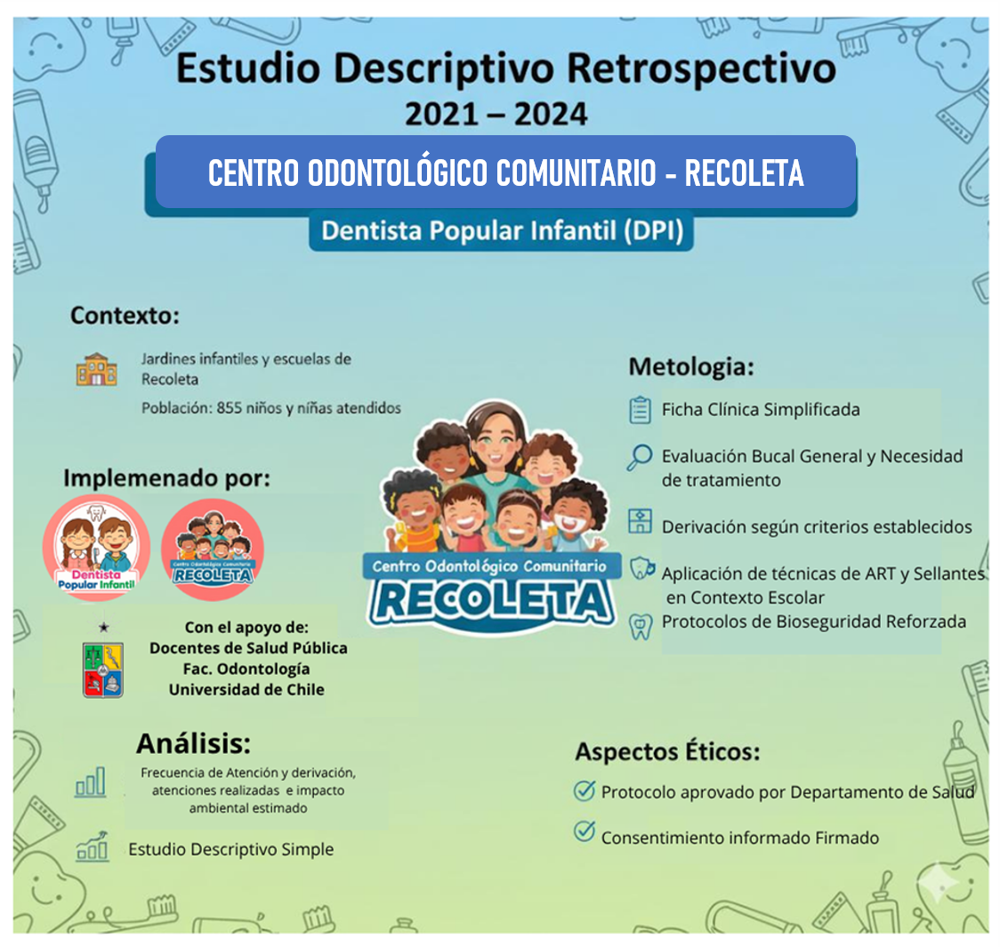 Estudio Descriptivo Retrospectivo
2021 – 2024
CENTRO ODONTOLÓGICO COMUNITARIO - RECOLETA
Dentista Popular Infantil (DPI)
Contexto:
Jardines infantiles y escuelas de
Recoleta
Población: 855 niños y níñas atendidos
Implemenado por:
Dentista
Popular Infantil
Centro Odontológico Comunitario
RECOLETA
Con el apoyo de:
Docentes de Salud Pública
Fac. Odontología
Universidad de Chile
Centro Odontológico Comunitario
RECOLETA
Metologia:
Ficha Clínica Simplificada
Evaluación Bucal General y Necesidad
de tratamiento
Derivación según criterios establecidos
Aplicación de técnicas de ART y Sellantes
en Contexto Escolar
Protocolos de Bioseguridad Reforzada
Análisis:
Frecuencia de Atención y derivación,
atenciones realizadas e impacto
ambiental estimado
Estudio Descriptivo Simple
Aspectos Éticos:
Protocolo aprovado por Departamento de Salud
Consentimiento informado Firmado